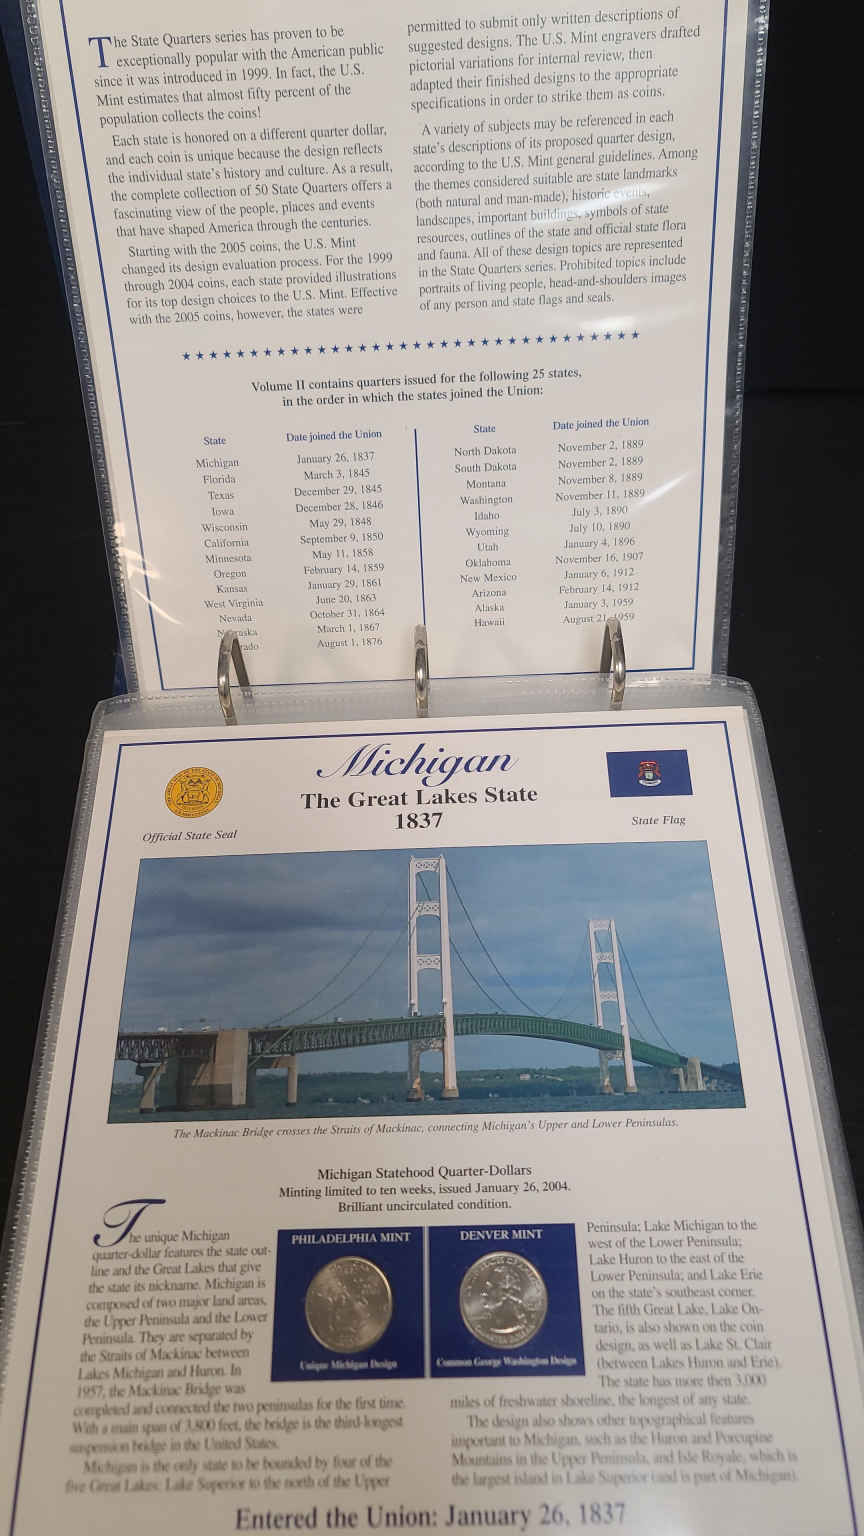 The State Quarters series has proven to be
exceptionally popular with the American public
since it was introduced in 1999. In fact, the U.S.
Mint estimates that almost fifty percent of the
population collects the coins!
Each state is honored on a different quarter dollar,
and each coin is unique because the design reflects
the individual state's history and culture. As a result,
the complete collection of 50 State Quarters offers a
fascinating view of the people, places and events
that have shaped America through the centuries.
Starting with the 2005 coins, the U.S. Mint
changed its design evaluation process. For the 1999
through 2004 coins, each state provided illustrations
for its top design choices to the U.S. Mint. Effective
with the 2005 coins, however, the states were
permitted to submit only written descriptions of
suggested designs. The U.S. Mint engravers drafted
pictorial variations for internal review, then
adapted their finished designs to the appropriate
specifications in order to strike them as coins.
A variety of subjects may be referenced in each
state's descriptions of its proposed quarter design,
according to the U.S. Mint general guidelines. Among
the themes considered suitable are state landmarks
(both natural and man-made), historic events,
landscapes, important buildings, symbols of state
resources, outlines of the state and official state flora
and fauna. All of these design topics are represented
in the State Quarters series. Prohibited topics include
portraits of living people, head-and-shoulders images
of any person and state flags and seals.
Volume II contains quarters issued for the following 25 states,
in the order in which the states joined the Union:
State Date joined the Union
Michigan January 26, 1837
Florida March 3, 1845
Texas December 29, 1845
Iowa December 28, 1846
Wisconsin May 29, 1848
California September 9, 1850
Minnesota May 11, 1858
Oregon February 14, 1859
Kansas January 29, 1861
West Virginia June 20, 1863
Nevada October 31, 1864
March 1, 1867
August 1, 1876
State Date joined the Union
North Dakota November 2, 1889
South Dakota November 2, 1889
Montana November 8, 1889
Washington November 11, 1889
Idaho July 3, 1890
Wyoming July 10, 1890
Utah January 4, 1896
Oklahoma November 16, 1907
New Mexico January 6, 1912
Arizona February 14, 1912
Alaska January 3, 1959
Hawaii August 21, 1959
Michigan
The Great Lakes State
1837
Official State Seal
State Flag
The Mackinac Bridge crosses the Straits of Mackinac, connecting Michigan's Upper and Lower Peninsulas.
Michigan Statehood Quarter-Dollars
Minting limited to ten weeks, issued January 26, 2004.
Brilliant uncirculated condition.
The unique Michigan
quarter-dollar features the state out-
line and the Great Lakes that give
the state its nickname. Michigan is
composed of two major land areas,
the Upper Peninsula and the Lower
Peninsula. They are separated by
the Straits of Mackinac between
Lakes Michigan and Huron. In
1957, the Mackinac Bridge was
completed and connected the two peninsulas for the first time.
With a main span of 3,800 feet, the bridge is the third-longest
suspension bridge in the United States.
Michigan is the only state to be bounded by four of the
five Great Lakes: Lake Superior to the north of the Upper
PHILADELPHIA MINT
Unique Michigan Design
DENVER MINT
Common George Washington Design
Peninsula; Lake Michigan to the
west of the Lower Peninsula;
Lake Huron to the east of the
Lower Peninsula; and Lake Erie
on the state's southeast corner.
The fifth Great Lake, Lake On-
tario, is also shown on the coin
design, as well as Lake St. Clair
(between Lakes Huron and Erie).
The state has more then 3,000
miles of freshwater shoreline, the longest of any state.
The design also shows other topographical features
important to Michigan, such as the Huron and Porcupine
Mountains in the Upper Peninsula, and Isle Royale, which is
the largest island in Lake Superior (and is part of Michigan).
Entered the Union: January 26, 1837